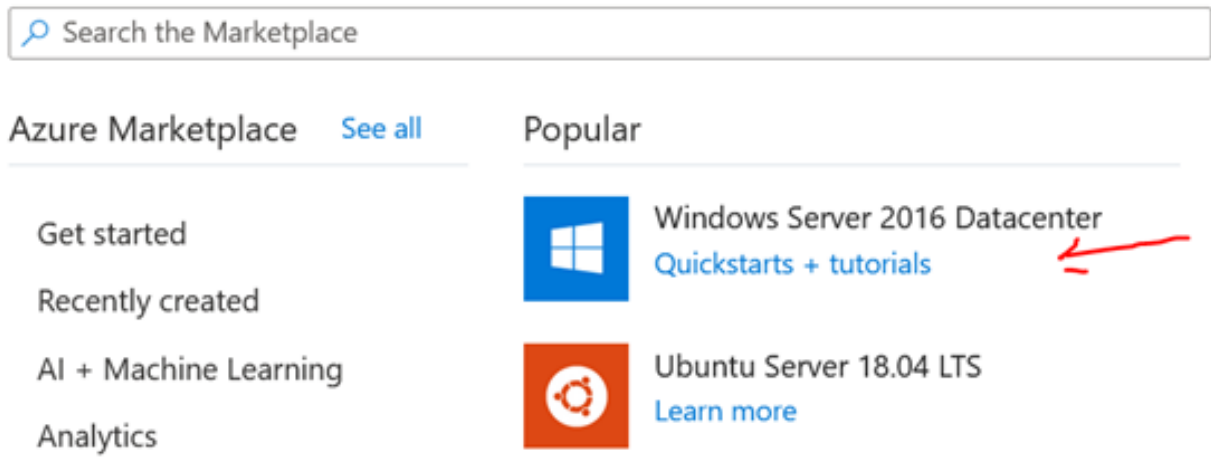 Search the Marketplace
Azure Marketplace See all
Get started
Recently created
AI + Machine Learning
Analytics
Popular
Windows Server 2016 Datacenter
Quickstarts + tutorials
Ubuntu Server 18.04 LTS
Learn more